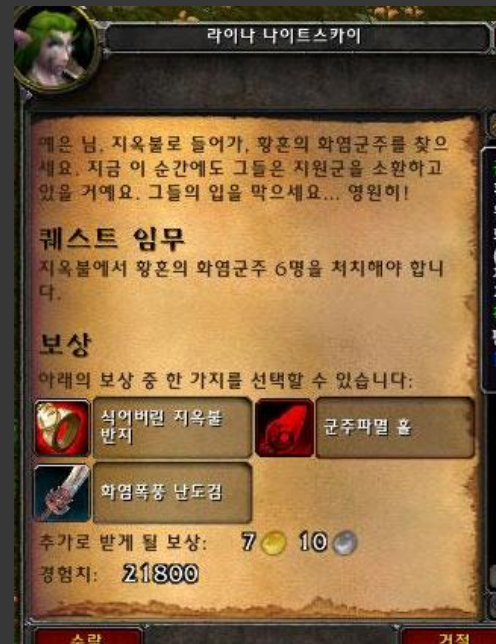 라이나 나이트스카이
예은 님, 지옥불로 들어가, 황혼의 화염군주를 찾으
세요. 지금 이 순간에도 그들은 지원군을 소환하고
있을 거예요. 그들의 입을 막으세요... 영원히!
퀘스트 임무
지옥불에서 황혼의 화염군주 6명을 처치해야 합니
다.
보상
아래의 보상 중 한 가지를 선택할 수 있습니다:
식어버린 지옥불
반지
군주파멸 홀
화염폭풍 난도검
추가로 받게 될 보상: 7 10
경험치: 21800
수락
거절